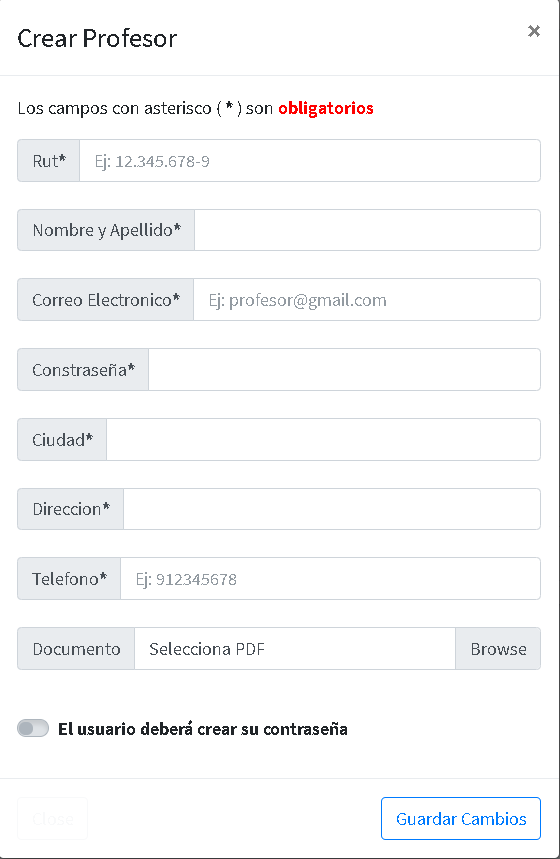 Crear Profesor
×
Los campos con asterisco ( * ) son obligatorios
Rut* Ej: 12.345.678-9
Nombre y Apellido*
Correo Electronico* Ej: profesor@gmail.com
Constraseña*
Ciudad*
Direccion*
Telefono* Ej: 912345678
Documento Selecciona PDF Browse
El usuario deberá crear su contraseña
Close Guardar Cambios